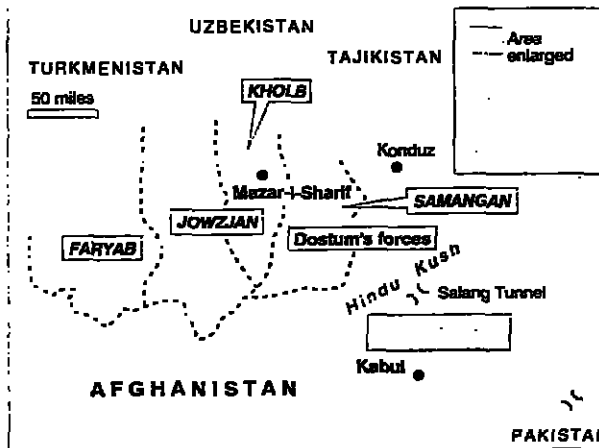 UZBEKISTAN
Area
enlarged
TURKMENISTAN
TAJIKISTAN
50 miles
KHOLB
Konduz
Mazar-i-Sharif
SAMANGAN
JOWZJAN
FARYAB
Dostum's forces
Hindu Kush
Salang Tunnel
Kabul
AFGHANISTAN
PAKISTAN